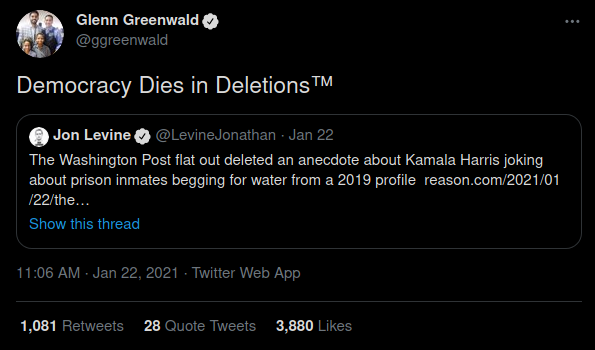 Glenn Greenwald
@ggreenwald
Democracy Dies in Deletions™
Jon Levine @LevineJonathan · Jan 22
The Washington Post flat out deleted an anecdote about Kamala Harris joking
about prison inmates begging for water from a 2019 profile reason.com/2021/01
/22/the…
Show this thread
11:06 AM · Jan 22, 2021 · Twitter Web App
1,081 Retweets 28 Quote Tweets 3,880 Likes